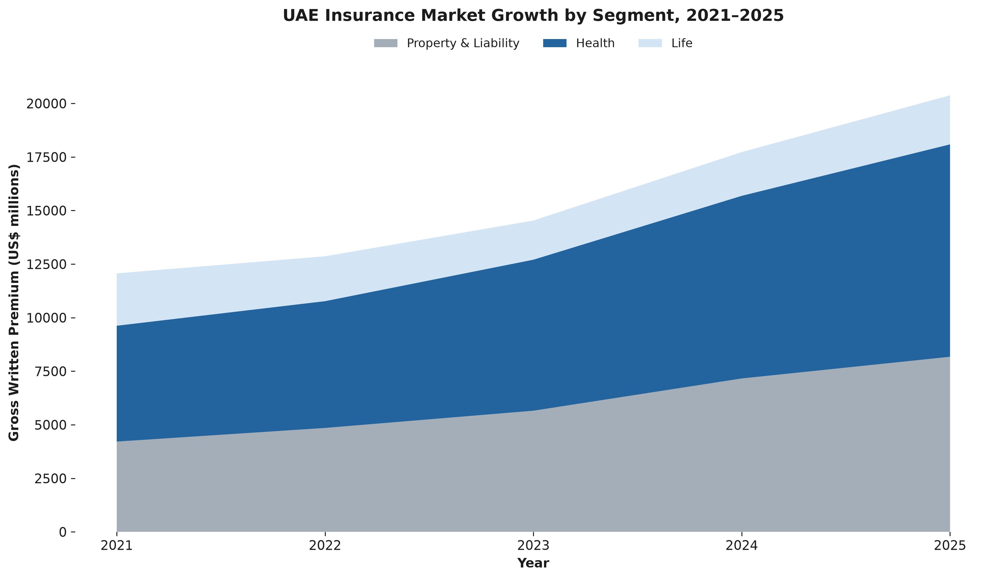 UAE Insurance Market Growth by Segment, 2021–2025
Property & Liability
Health
Life
Gross Written Premium (US$ millions)
20000
17500
15000
12500
10000
7500
5000
2500
0
2021
2022
2023
2024
2025
Year